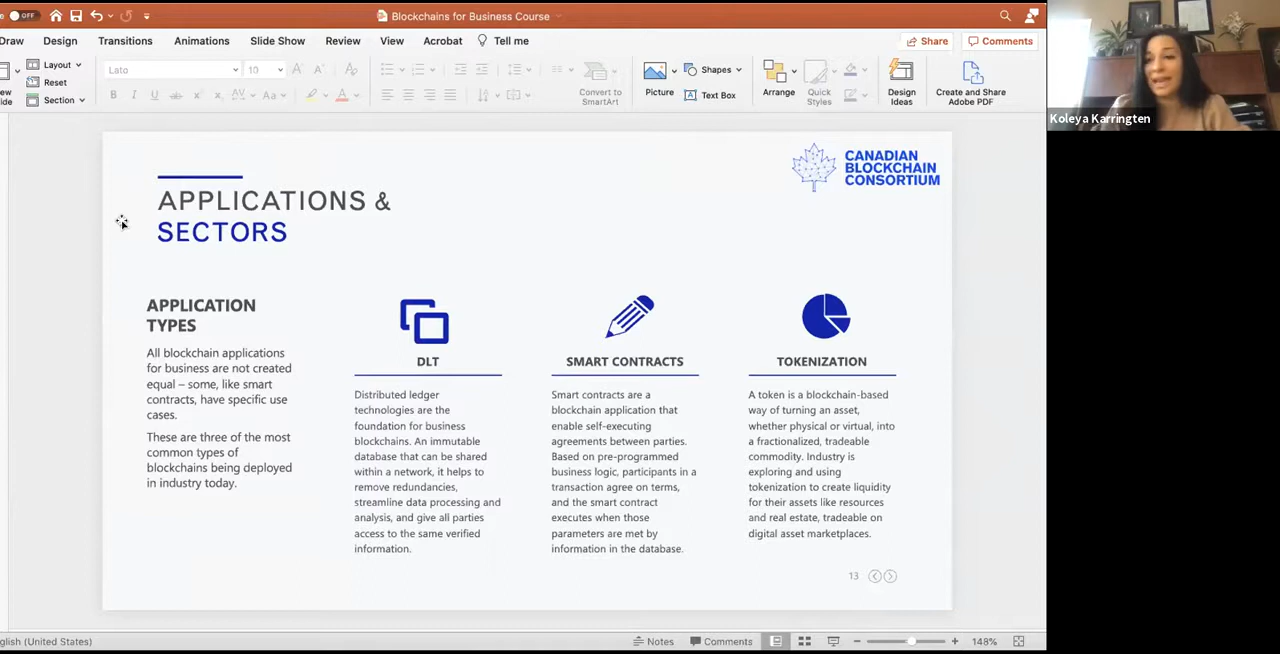 OFF
Blockchains for Business Course
Draw Design Transitions Animations Slide Show Review View Acrobat Tell me
Share Comments
Layout
Reset
Section
Lato 10
B I U ab x x AV Aa A
A A A
Convert to
SmartArt
Picture
Shapes
Text Box
Arrange
Quick
Styles
Design
Ideas
Create and Share
Adobe PDF
Koleya Karringten
CANADIAN
BLOCKCHAIN
CONSORTIUM
APPLICATIONS &
SECTORS
APPLICATION
TYPES
All blockchain applications
for business are not created
equal – some, like smart
contracts, have specific use
cases.
These are three of the most
common types of
blockchains being deployed
in industry today.
DLT
Distributed ledger
technologies are the
foundation for business
blockchains. An immutable
database that can be shared
within a network, it helps to
remove redundancies,
streamline data processing and
analysis, and give all parties
access to the same verified
information.
SMART CONTRACTS
Smart contracts are a
blockchain application that
enable self-executing
agreements between parties.
Based on pre-programmed
business logic, participants in a
transaction agree on terms,
and the smart contract
executes when those
parameters are met by
information in the database.
TOKENIZATION
A token is a blockchain-based
way of turning an asset,
whether physical or virtual, into
a fractionalized, tradeable
commodity. Industry is
exploring and using
tokenization to create liquidity
for their assets like resources
and real estate, tradeable on
digital asset marketplaces.
13
glish (United States)
Notes Comments 148%